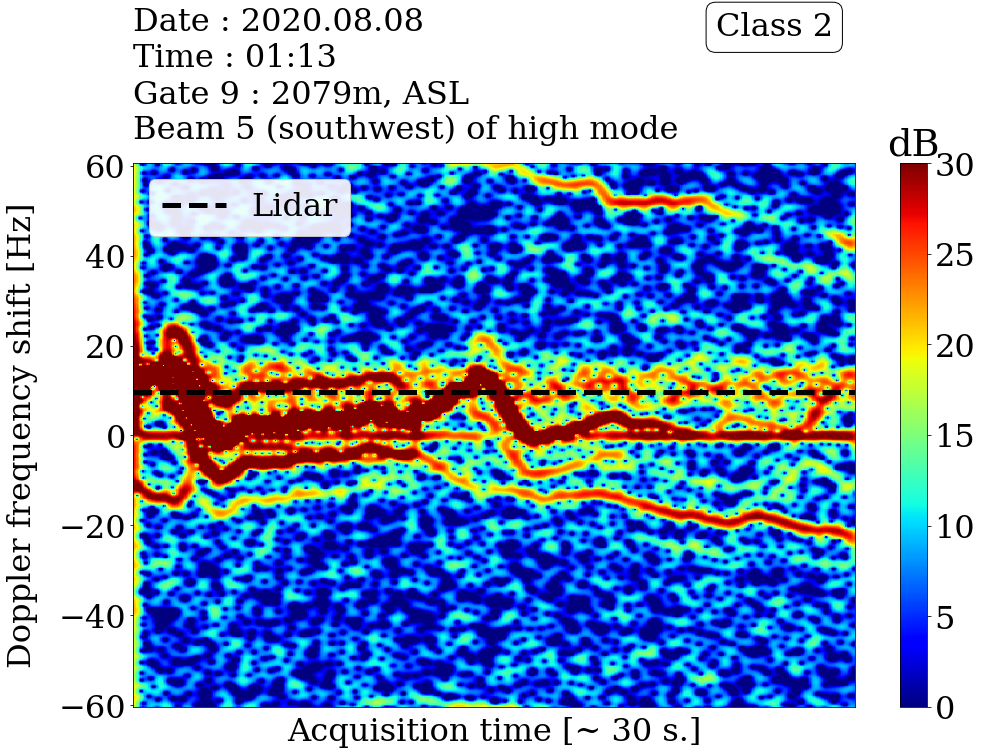 Date : 2020.08.08
Time : 01:13
Gate 9 : 2079m, ASL
Beam 5 (southwest) of high mode
Class 2
dB
Lidar
Doppler frequency shift [Hz]
60
40
20
0
−20
−40
−60
Acquisition time [~ 30 s.]
30
25
20
15
10
5
0